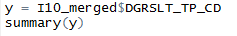 y = I10_merged$DGRSLT_TP_CD
summary(y)